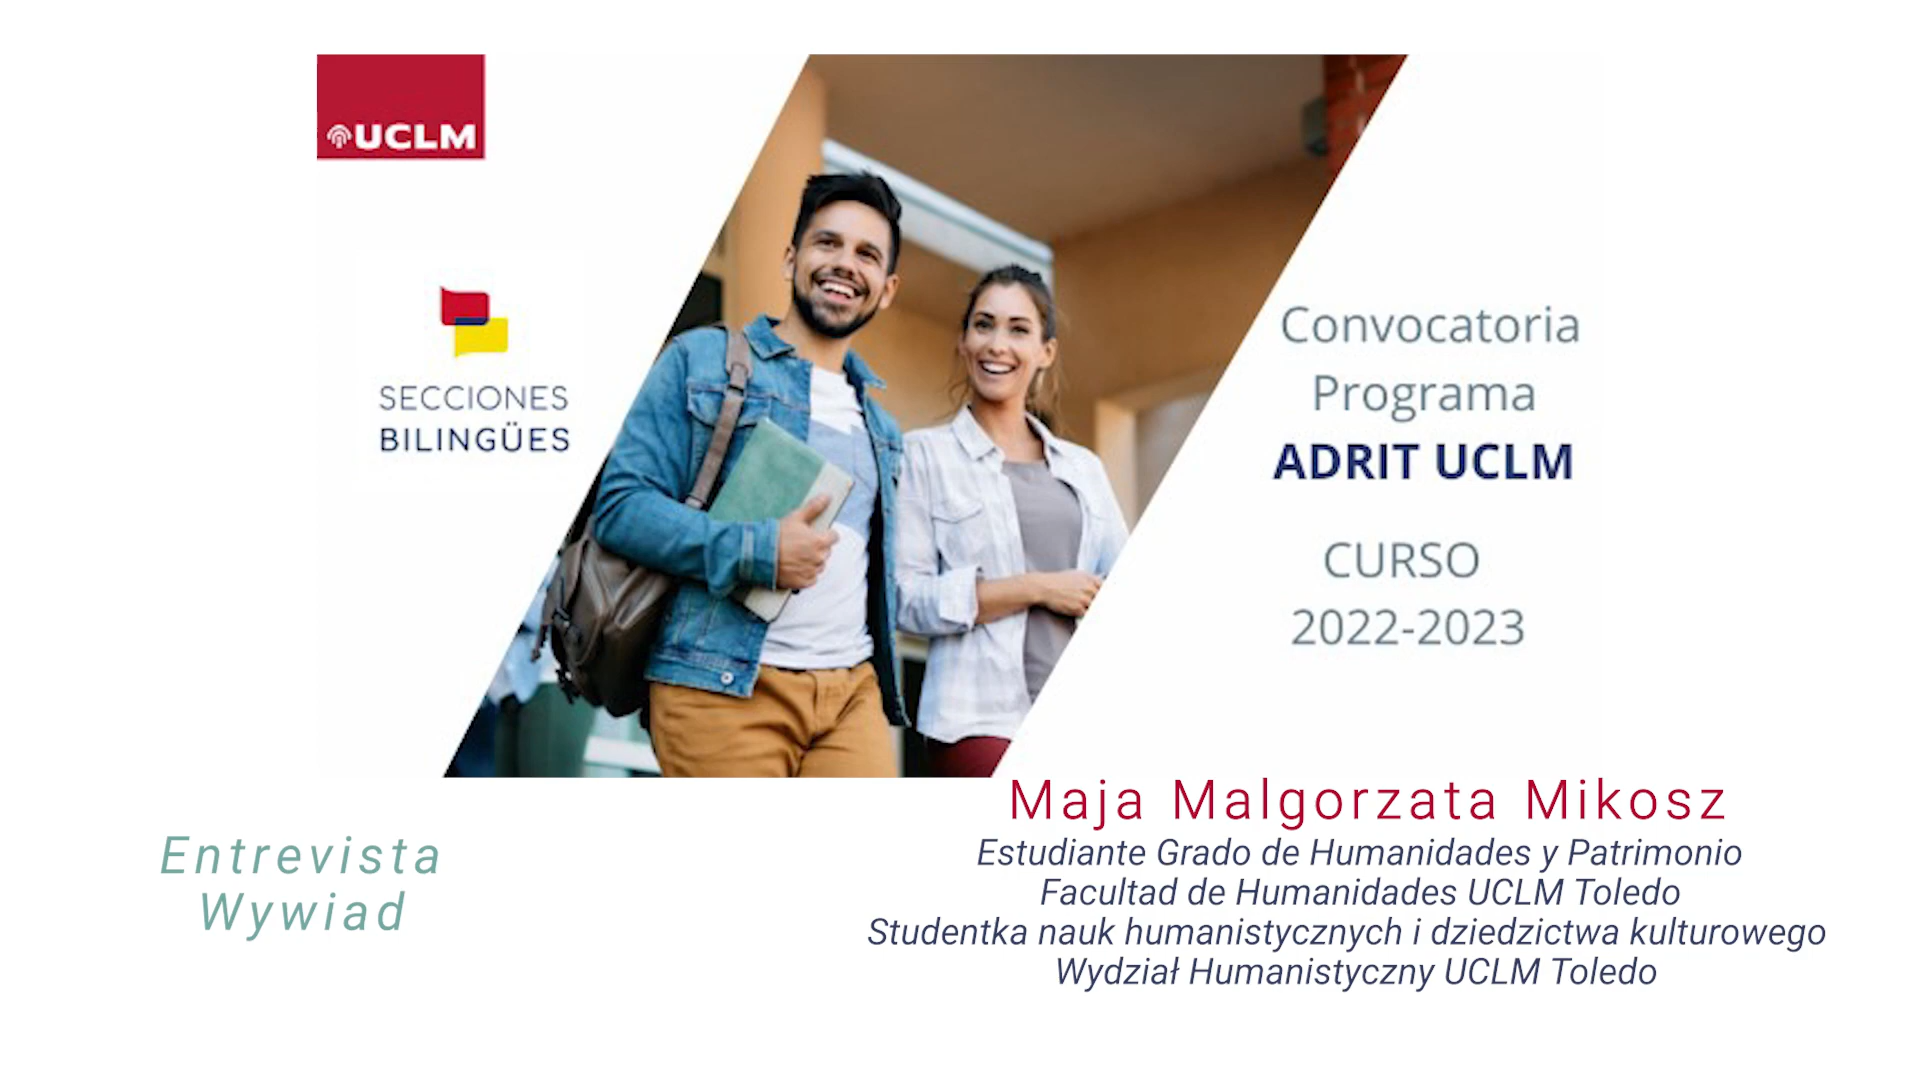 UCLM
SECCIONES
BILINGÜES
Convocatoria
Programa
ADRIT UCLM
CURSO
2022-2023
Entrevista
Wywiad
Maja Malgorzata Mikosz
Estudiante Grado de Humanidades y Patrimonio
Facultad de Humanidades UCLM Toledo
Studentka nauk humanistycznych i dziedzictwa kulturowego
Wydział Humanistyczny UCLM Toledo